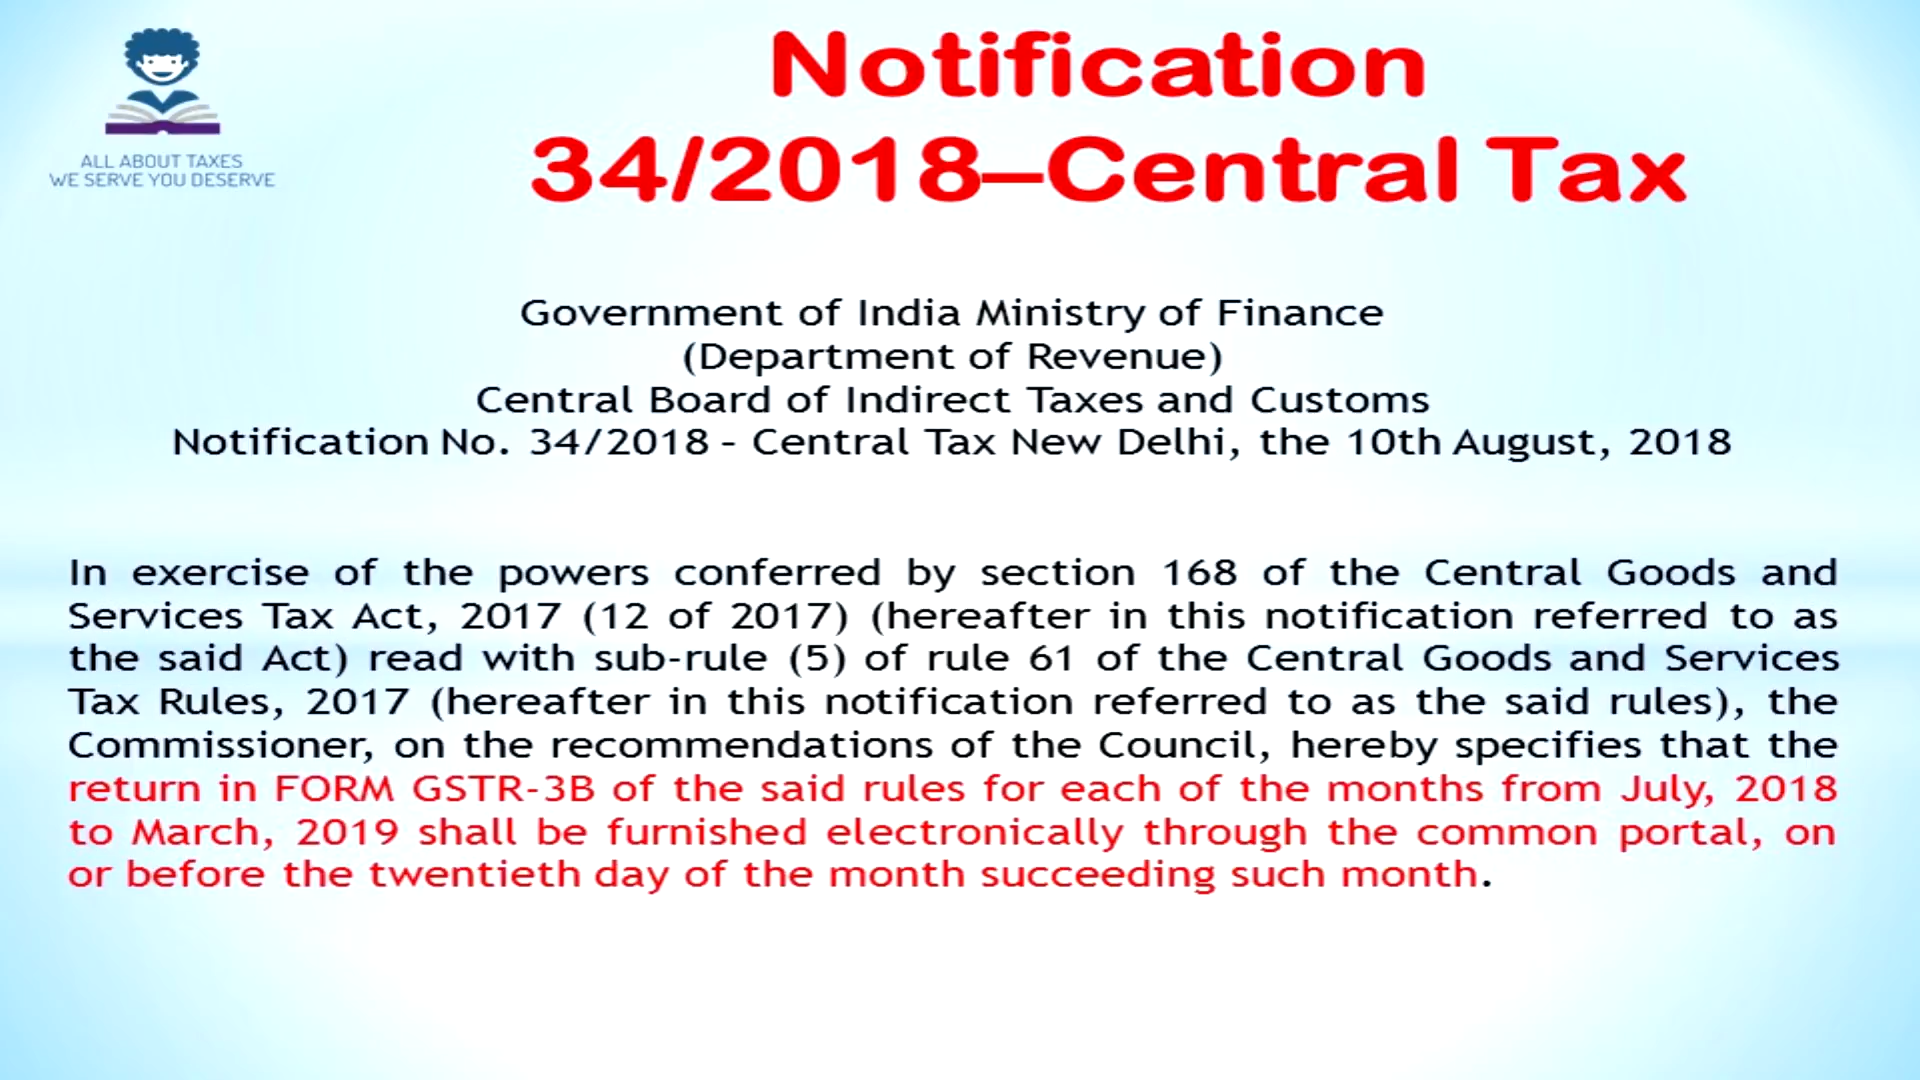 ALL ABOUT TAXES
WE SERVE YOU DESERVE
Notification
34/2018–Central Tax
Government of India Ministry of Finance
(Department of Revenue)
Central Board of Indirect Taxes and Customs
Notification No. 34/2018 - Central Tax New Delhi, the 10th August, 2018
In exercise of the powers conferred by section 168 of the Central Goods and
Services Tax Act, 2017 (12 of 2017) (hereafter in this notification referred to as
the said Act) read with sub-rule (5) of rule 61 of the Central Goods and Services
Tax Rules, 2017 (hereafter in this notification referred to as the said rules), the
Commissioner, on the recommendations of the Council, hereby specifies that the
return in FORM GSTR-3B of the said rules for each of the months from July, 2018
to March, 2019 shall be furnished electronically through the common portal, on
or before the twentieth day of the month succeeding such month.